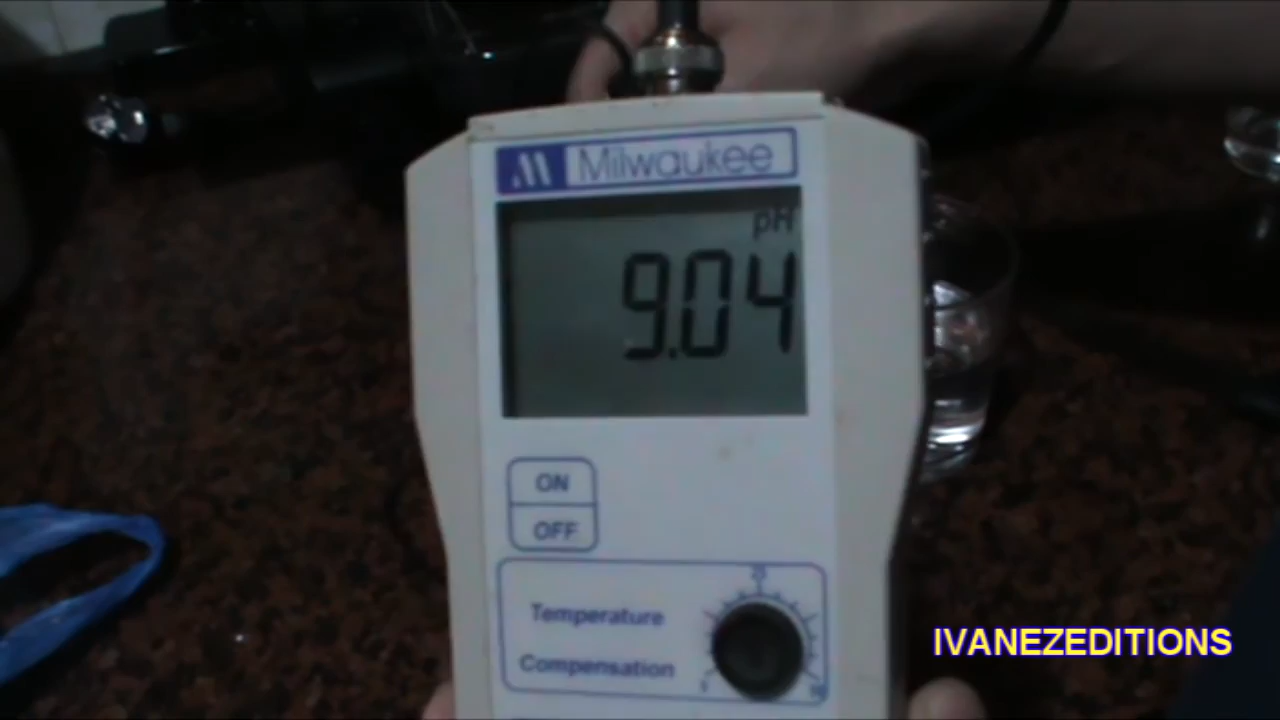 Milwaukee
pH
9.04
ON
OFF
Temperature
Compensation
IVANEZEDITIONS